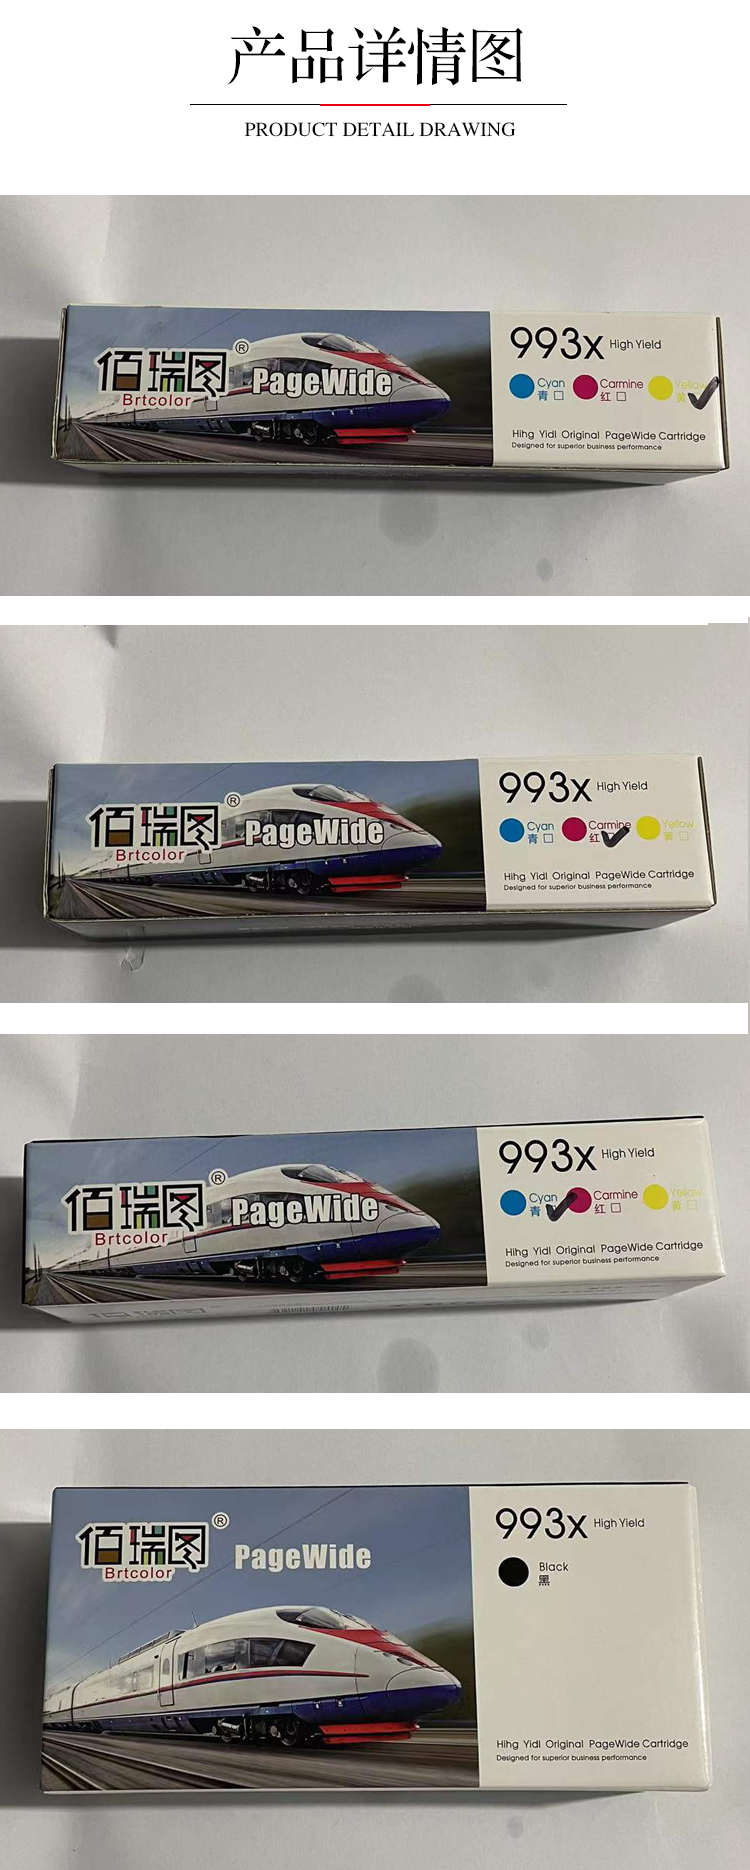 产品详情图
PRODUCT DETAIL DRAWING
佰瑞图®
Brtcolor
PageWide
993x High Yield
Cyan Carmine Yellow
青 红 黄
Hihg Yidl Original PageWide Cartridge
Designed for superior business performance
佰瑞图®
Brtcolor
PageWide
993x High Yield
Cyan Carmine Yellow
青 红 黄
Hihg Yidl Original PageWide Cartridge
Designed for superior business performance
佰瑞图®
Brtcolor
PageWide
993x High Yield
Cyan Carmine Yellow
青 红 黄
Hihg Yidl Original PageWide Cartridge
Designed for superior business performance
佰瑞图®
Brtcolor
PageWide
993x High Yield
Black
黑
Hihg Yidl Original PageWide Cartridge
Designed for superior business performance